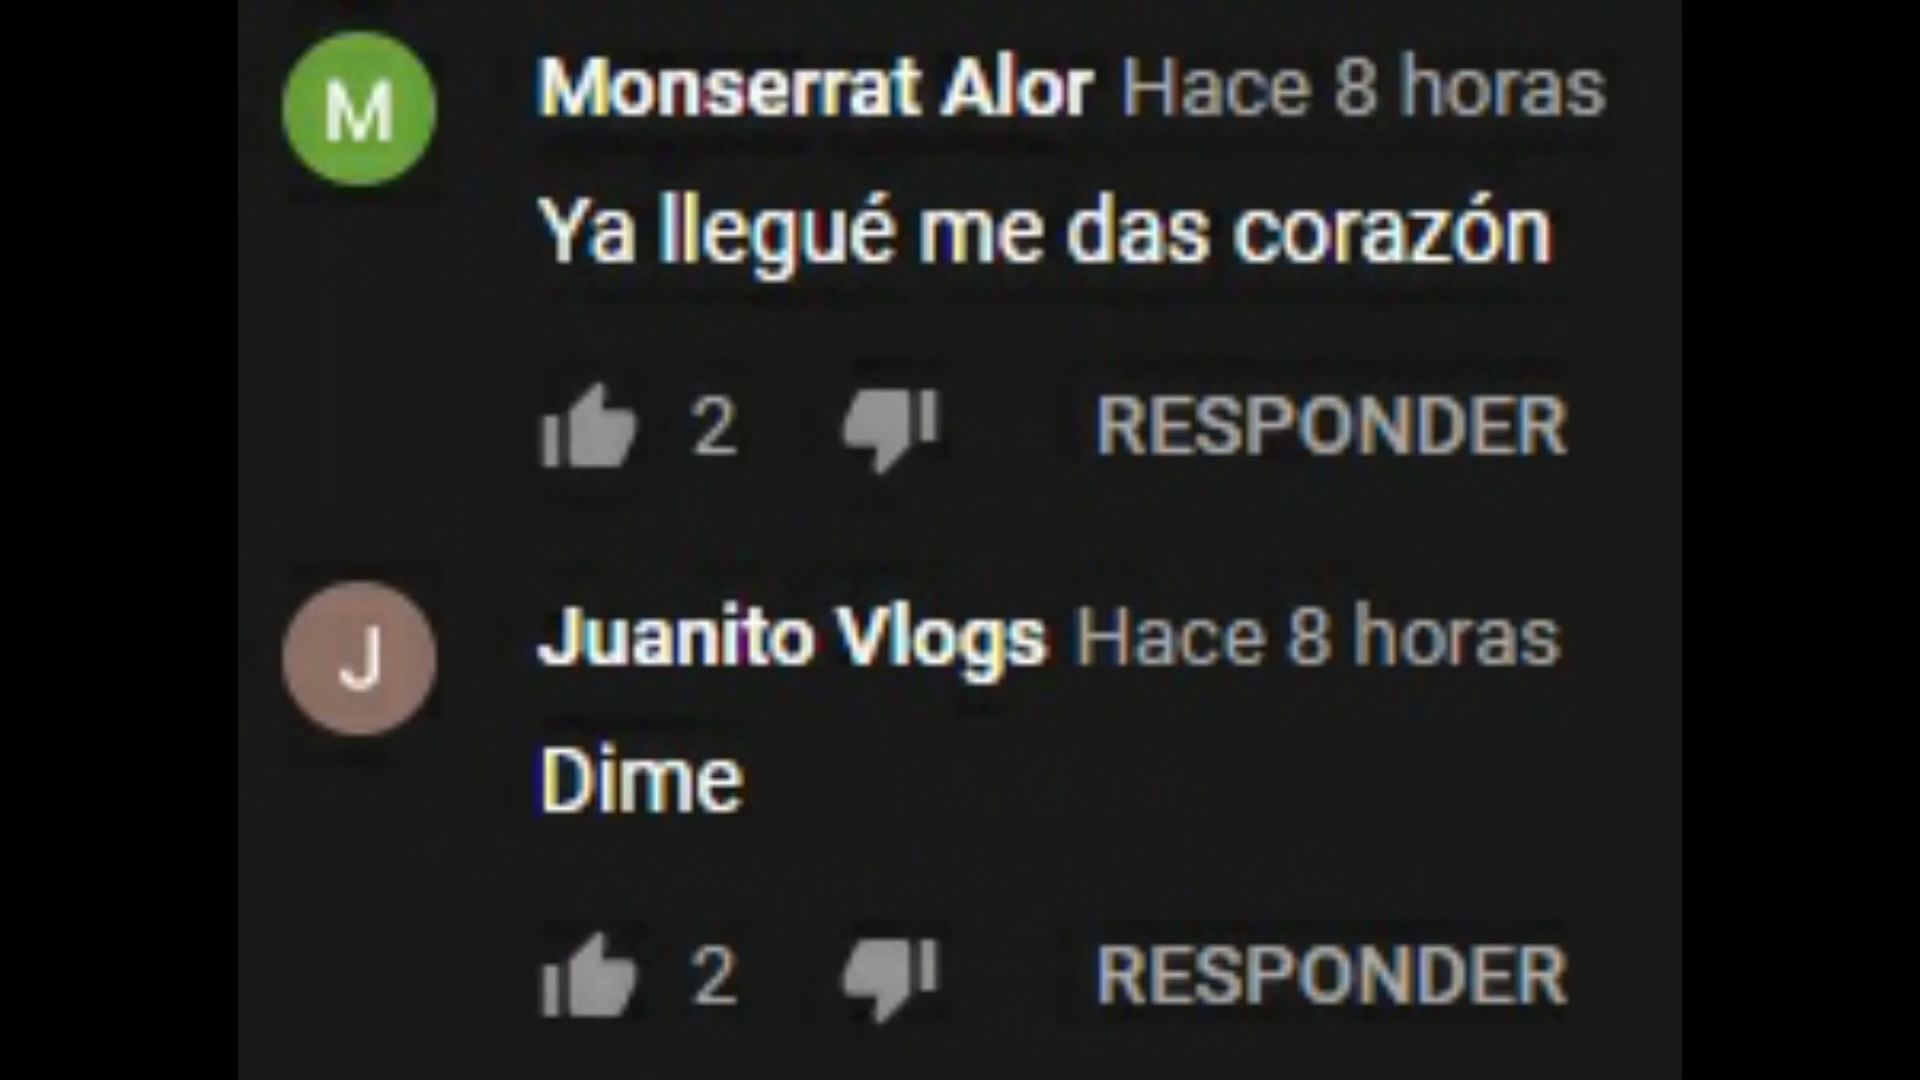 M
Monserrat Alor Hace 8 horas
Ya llegué me das corazón
2 RESPONDER
J
Juanito Vlogs Hace 8 horas
Dime
2 RESPONDER